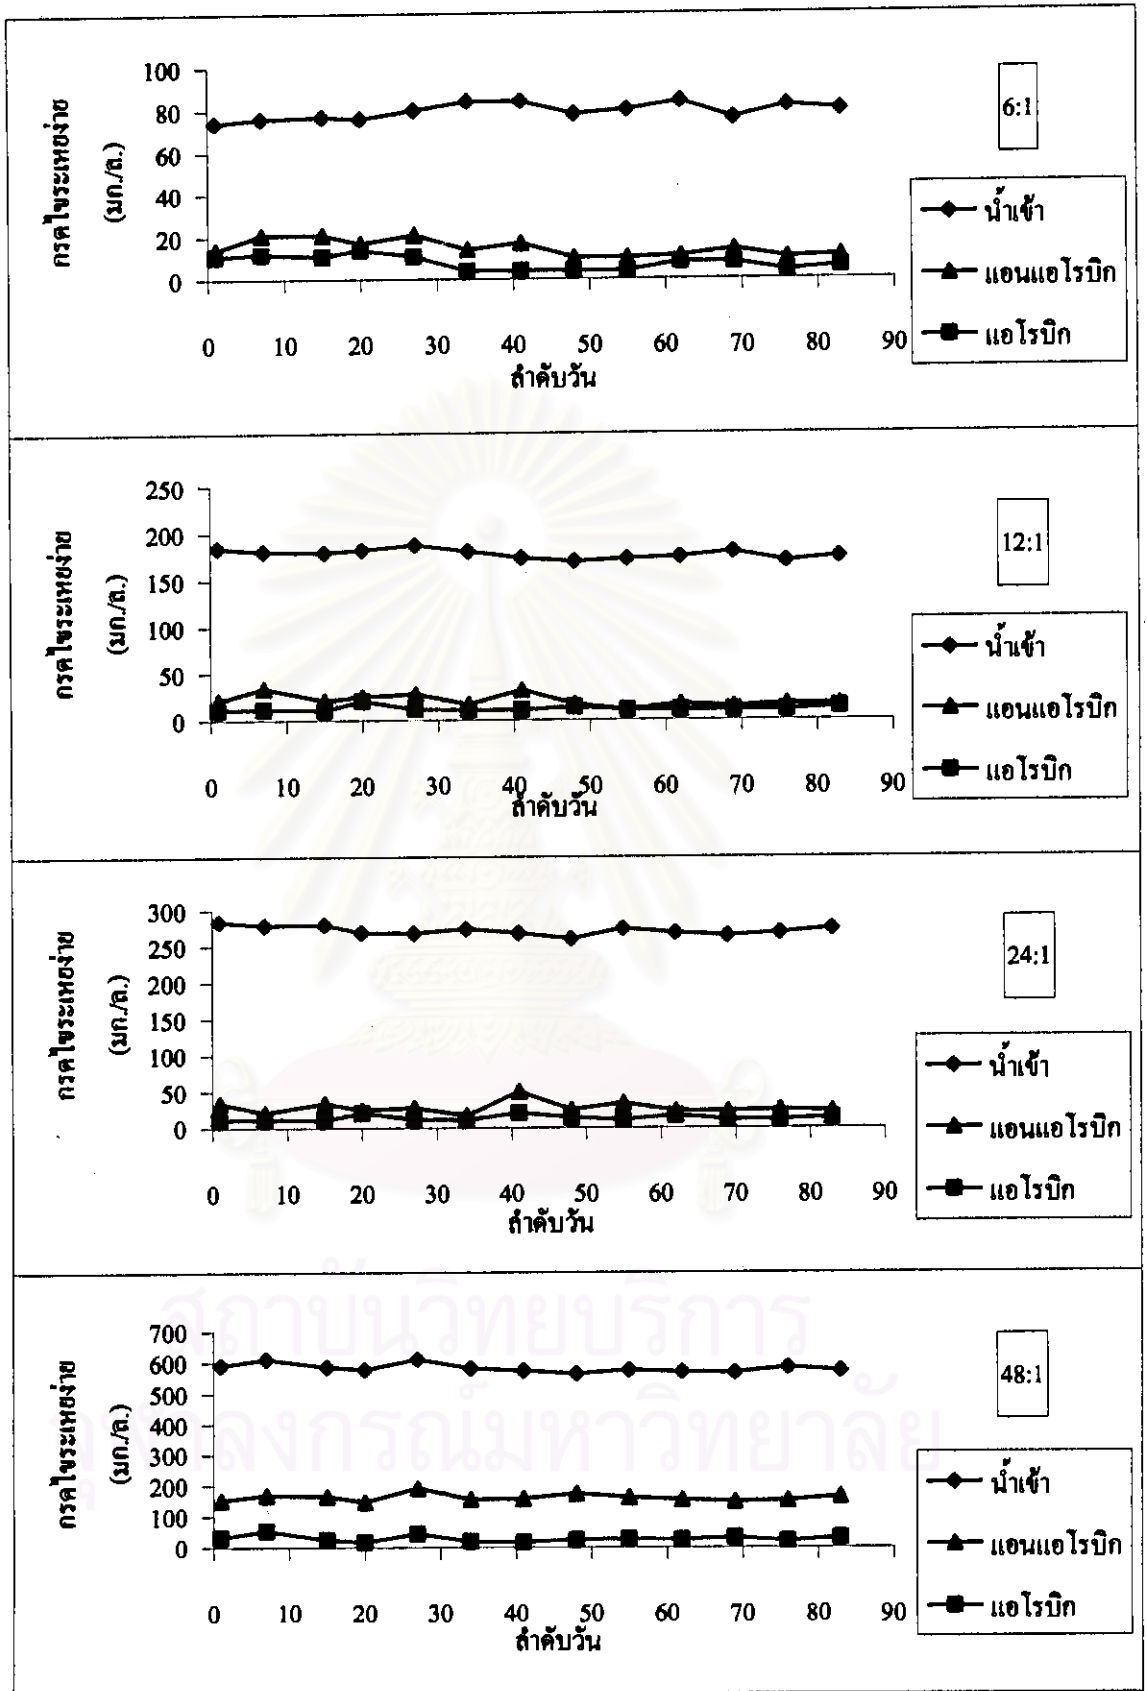 กรดไขระเหยง่าย
(มก./ล.)
100
80
60
40
20
0
0 10 20 30 40 50 60 70 80 90
ลำดับวัน
6:1
น้ำเข้า
แอนแอโรบิก
แอโรบิก
กรดไขระเหยง่าย
(มก./ล.)
250
200
150
100
50
0
0 10 20 30 40 50 60 70 80 90
ลำดับวัน
12:1
น้ำเข้า
แอนแอโรบิก
แอโรบิก
กรดไขระเหยง่าย
(มก./ล.)
300
250
200
150
100
50
0
0 10 20 30 40 50 60 70 80 90
ลำดับวัน
24:1
น้ำเข้า
แอนแอโรบิก
แอโรบิก
สถาบันวิทยบริการ
จุฬาลงกรณ์มหาวิทยาลัย
กรดไขระเหยง่าย
(มก./ล.)
700
600
500
400
300
200
100
0
0 10 20 30 40 50 60 70 80 90
ลำดับวัน
48:1
น้ำเข้า
แอนแอโรบิก
แอโรบิก